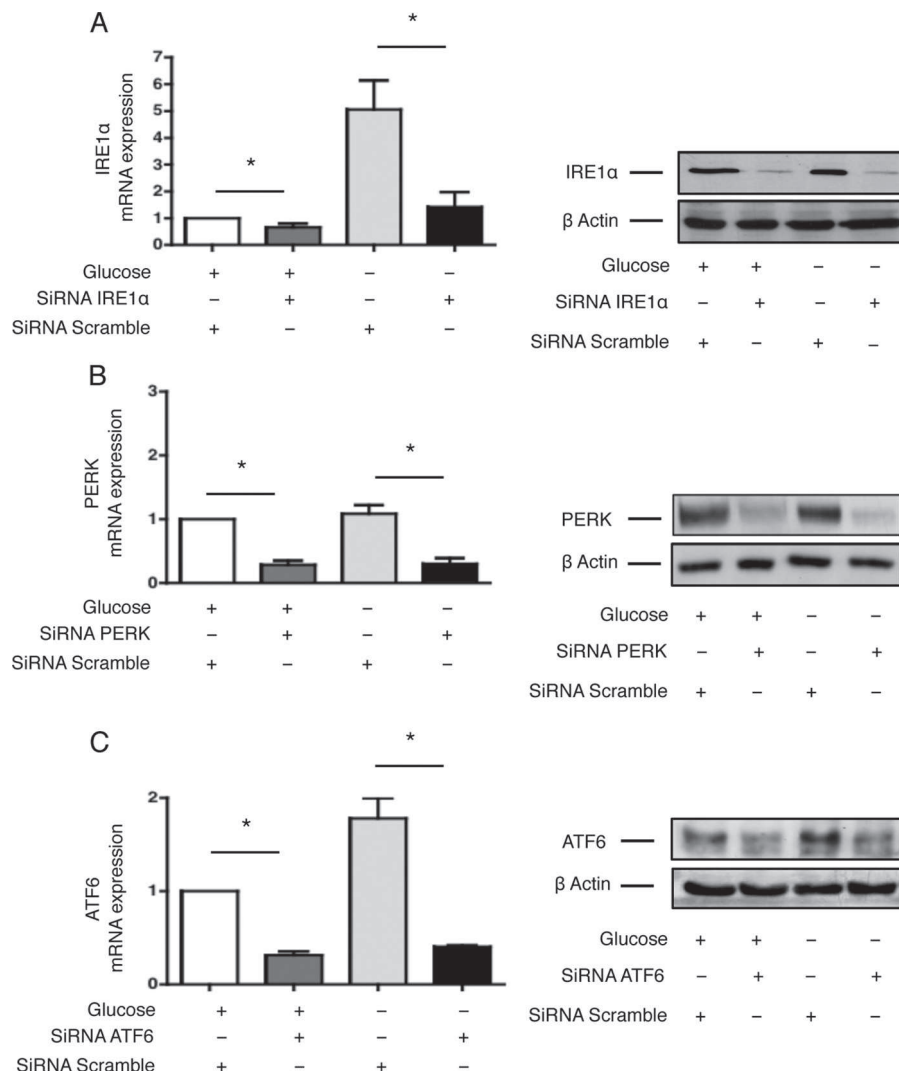 A
*
*
7
6
5
4
3
2
1
0
IRE1α
mRNA expression
Glucose + + – –
SiRNA IRE1α – + – +
SiRNA Scramble + – + –
IRE1α
β Actin
Glucose + + – –
SiRNA IRE1α – + – +
SiRNA Scramble + – + –
B
*
*
3
2
1
0
PERK
mRNA expression
Glucose + + – –
SiRNA PERK – + – +
SiRNA Scramble + – + –
PERK
β Actin
Glucose + + – –
SiRNA PERK – + – +
SiRNA Scramble + – + –
C
*
*
2
1
0
ATF6
mRNA expression
Glucose + + – –
SiRNA ATF6 – + – +
SiRNA Scramble + – + –
ATF6
β Actin
Glucose + + – –
SiRNA ATF6 – + – +
SiRNA Scramble + – + –